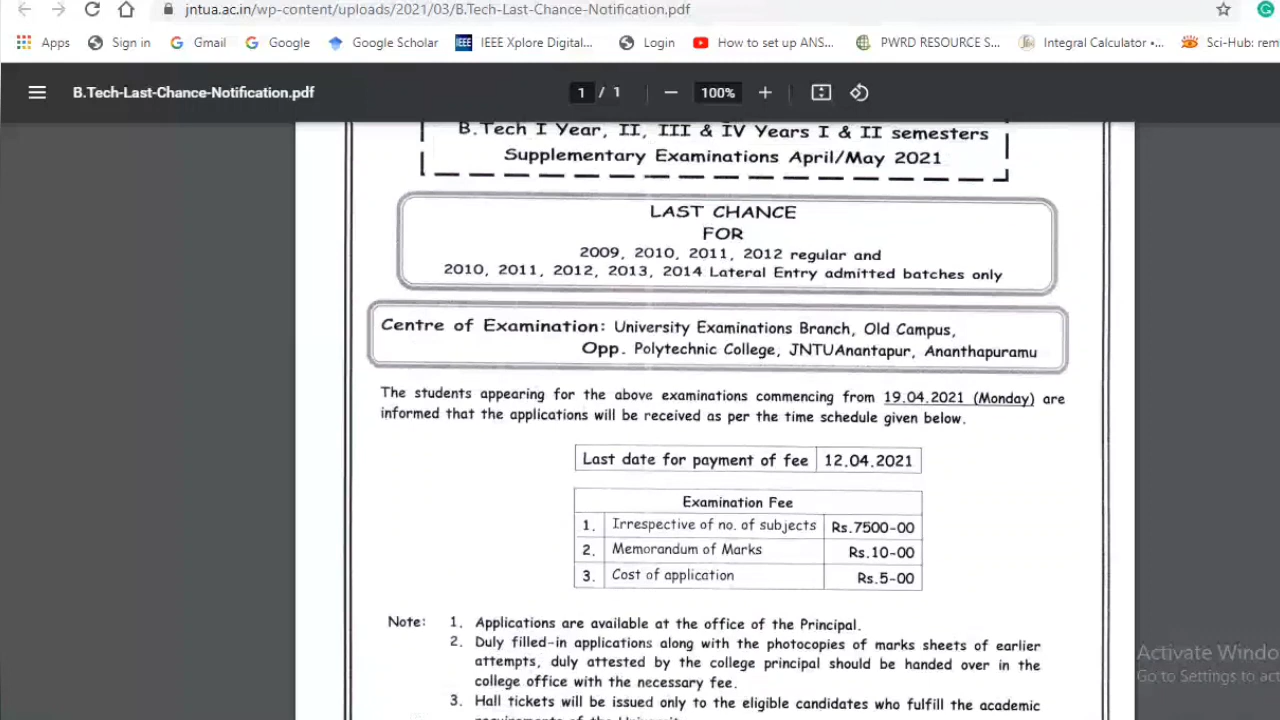 jntua.ac.in/wp-content/uploads/2021/03/B.Tech-Last-Chance-Notification.pdf
Apps Sign in Gmail Google Google Scholar IEEE IEEE Xplore Digital... Login How to set up ANS... PWRD RESOURCE S... Integral Calculator •... Sci-Hub: rem
B.Tech-Last-Chance-Notification.pdf 1 / 1 — 100% +
B.Tech I Year, II, III & IV Years I & II semesters
Supplementary Examinations April/May 2021
LAST CHANCE
FOR
2009, 2010, 2011, 2012 regular and
2010, 2011, 2012, 2013, 2014 Lateral Entry admitted batches only
Centre of Examination: University Examinations Branch, Old Campus,
Opp. Polytechnic College, JNTUAnantapur, Ananthapuramu
The students appearing for the above examinations commencing from 19.04.2021 (Monday) are
informed that the applications will be received as per the time schedule given below.
Last date for payment of fee 12.04.2021
Examination Fee
1. Irrespective of no. of subjects Rs.7500-00
2. Memorandum of Marks Rs.10-00
3. Cost of application Rs.5-00
Note: 1. Applications are available at the office of the Principal.
2. Duly filled-in applications along with the photocopies of marks sheets of earlier
attempts, duly attested by the college principal should be handed over in the
college office with the necessary fee.
3. Hall tickets will be issued only to the eligible candidates who fulfill the academic
Activate Windo
Go to Settings to act